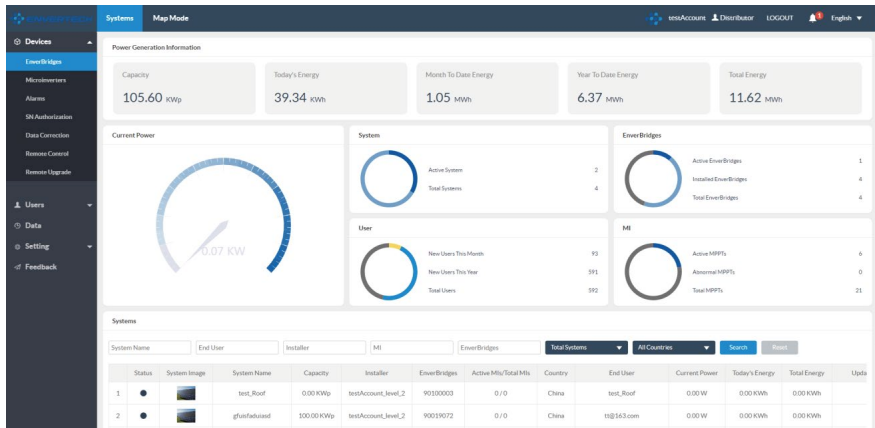 Systems Map Mode testAccount Distributor LOGOUT 1 English
Devices
EnverBridges
Microinverters
Alarms
SN Authorization
Data Correction
Remote Control
Remote Upgrade
Users
Data
Setting
Feedback
Power Generation Information
Capacity Today's Energy Month To Date Energy Year To Date Energy Total Energy
105.60 KWp 39.34 KWh 1.05 MWh 6.37 MWh 11.62 MWh
Current Power
0.07 KW
System
Active System 2
Total Systems 4
EnverBridges
Active EnverBridges 1
Installed EnverBridges 4
Total EnverBridges 4
User
New Users This Month 93
New Users This Year 591
Total Users 592
MI
Active MPPTs 6
Abnormal MPPTs 0
Total MPPTs 21
Systems
System Name End User Installer MI EnverBridges Total Systems All Countries Search Reset
Status System Image System Name Capacity Installer EnverBridges Active MIs/Total MIs Country End User Current Power Today's Energy Total Energy Upda
1 test_Roof 0.00 KWp testAccount_level_2 90100003 0 / 0 China test_Roof 0.00 W 0.00 KWh 0.00 KWh
2 gfuisfaduiasd 100.00 KWp testAccount_level_2 90019072 0 / 0 China tt@163.com 0.00 W 0.00 KWh 0.00 KWh